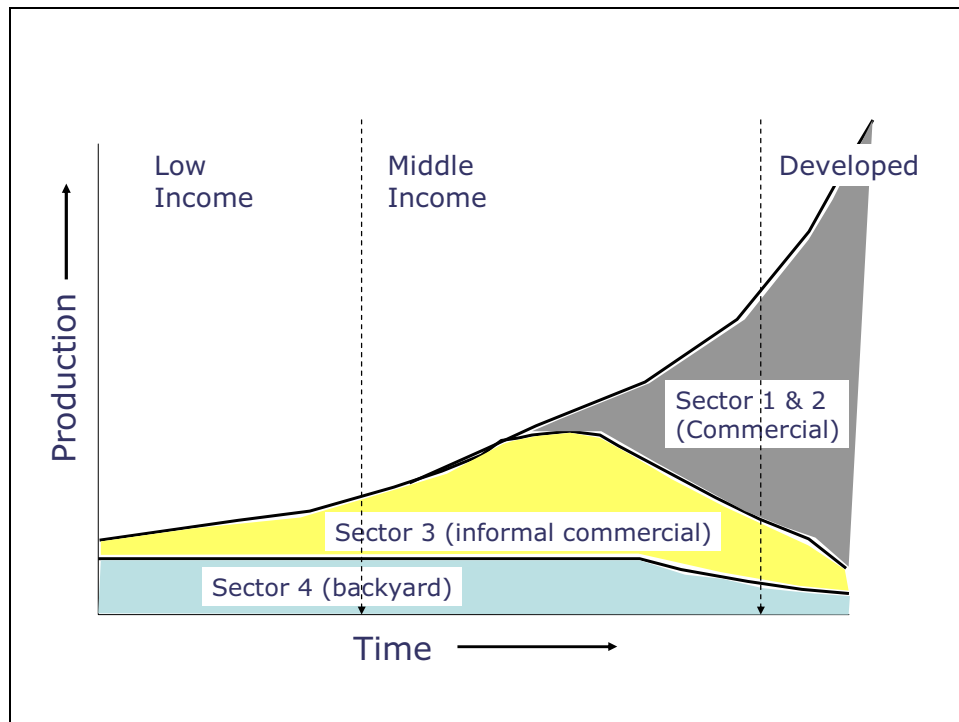 Low
Income
Middle
Income
Developed
Production
Sector 1 & 2
(Commercial)
Sector 3 (informal commercial)
Sector 4 (backyard)
Time